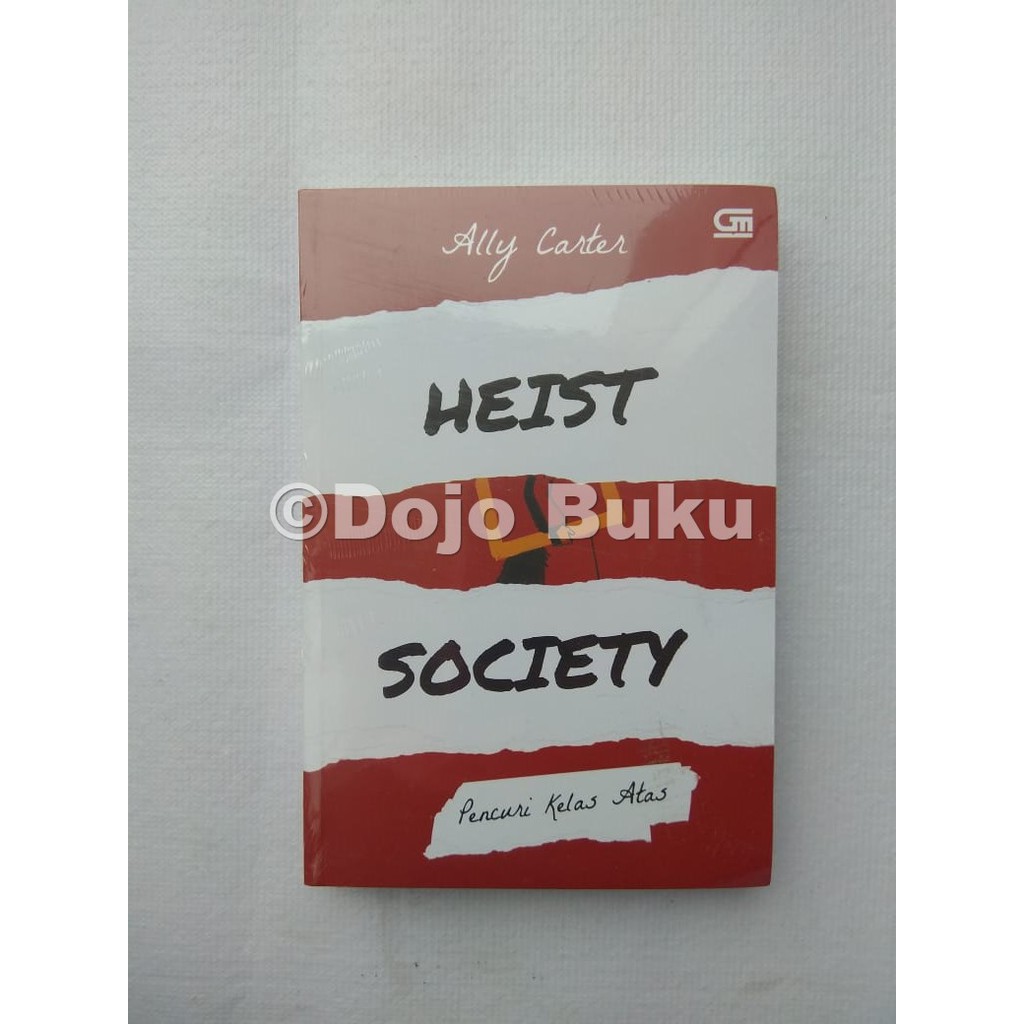 Ally Carter
GM
HEIST
©Dojo Buku
SOCIETY
Pencuri Kelas Atas